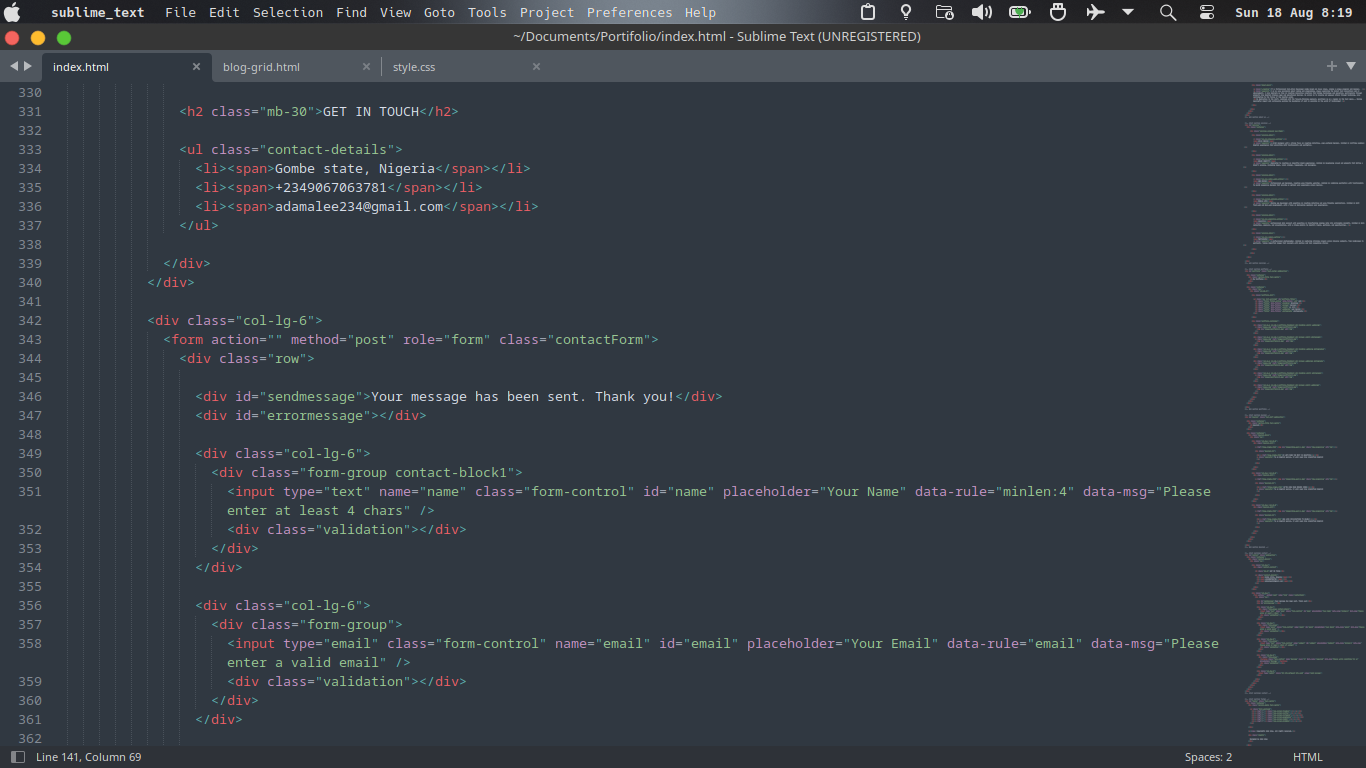 sublime_text File Edit Selection Find View Goto Tools Project Preferences Help Sun 18 Aug 8:19
~/Documents/Portifolio/index.html - Sublime Text (UNREGISTERED)
index.html × blog-grid.html × style.css ×
330
331 <h2 class="mb-30">GET IN TOUCH</h2>
332
333 <ul class="contact-details">
334 <li><span>Gombe state, Nigeria</span></li>
335 <li><span>+2349067063781</span></li>
336 <li><span>adamalee234@gmail.com</span></li>
337 </ul>
338
339 </div>
340 </div>
341
342 <div class="col-lg-6">
343 <form action="" method="post" role="form" class="contactForm">
344 <div class="row">
345
346 <div id="sendmessage">Your message has been sent. Thank you!</div>
347 <div id="errormessage"></div>
348
349 <div class="col-lg-6">
350 <div class="form-group contact-block1">
351 <input type="text" name="name" class="form-control" id="name" placeholder="Your Name" data-rule="minlen:4" data-msg="Please
enter at least 4 chars" />
352 <div class="validation"></div>
353 </div>
354 </div>
355
356 <div class="col-lg-6">
357 <div class="form-group">
358 <input type="email" class="form-control" name="email" id="email" placeholder="Your Email" data-rule="email" data-msg="Please
enter a valid email" />
359 <div class="validation"></div>
360 </div>
361 </div>
362
Line 141, Column 69 Spaces: 2 HTML